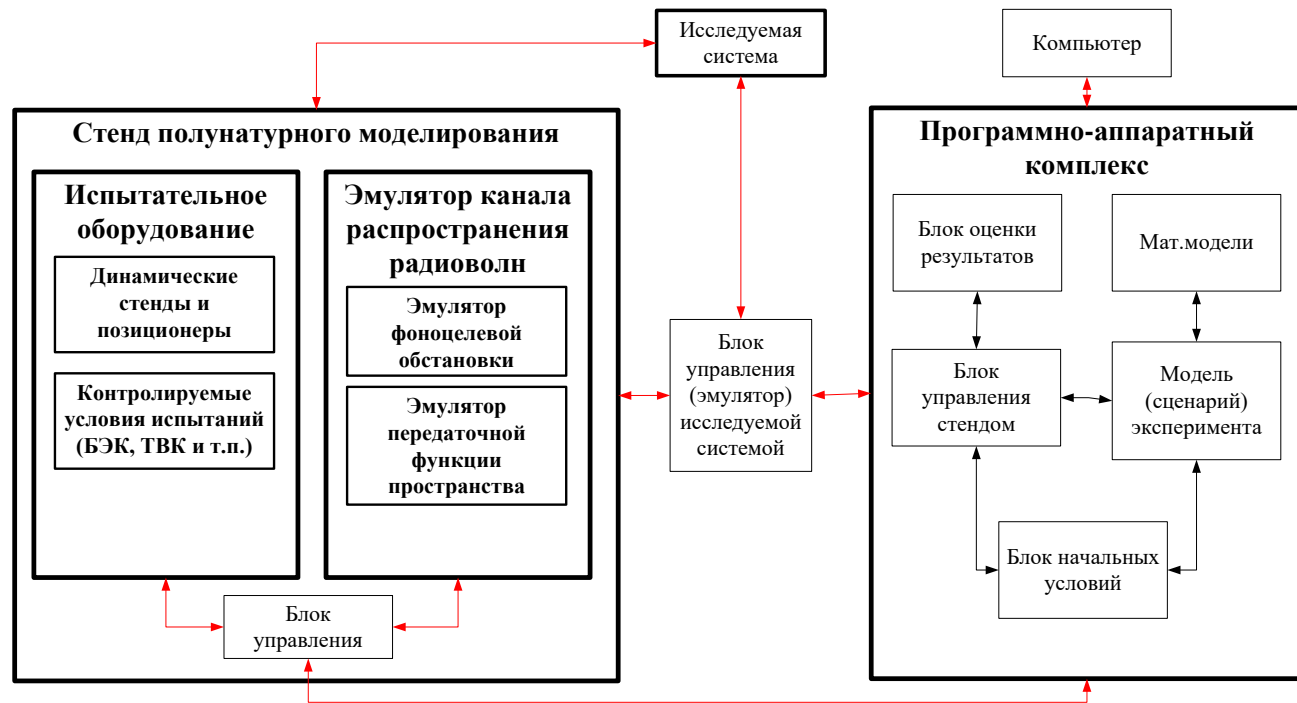 Исследуемая
система
Компьютер
Стенд полунатурного моделирования
Испытательное
оборудование
Динамические
стенды и
позиционеры
Контролируемые
условия испытаний
(БЭК, ТВК и т.п.)
Эмулятор канала
распространения
радиоволн
Эмулятор
фоноцелевой
обстановки
Эмулятор
передаточной
функции
пространства
Блок
управления
Блок
управления
(эмулятор)
исследуемой
системой
Программно-аппаратный
комплекс
Блок оценки
результатов
Мат.модели
Блок
управления
стендом
Модель
(сценарий)
эксперимента
Блок начальных
условий